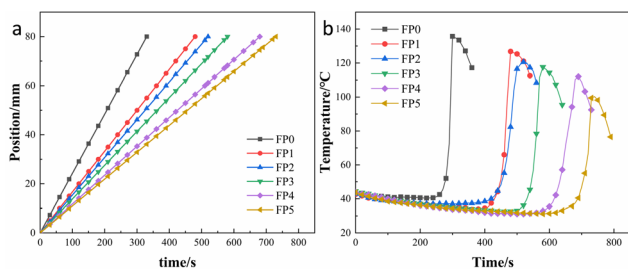 a
80
60
40
20
0
Position/mm
FP0
FP1
FP2
FP3
FP4
FP5
0 100 200 300 400 500 600 700 800
time/s
b
140
120
100
80
60
40
20
Temperature/°C
FP0
FP1
FP2
FP3
FP4
FP5
0 200 400 600 800
Time/s